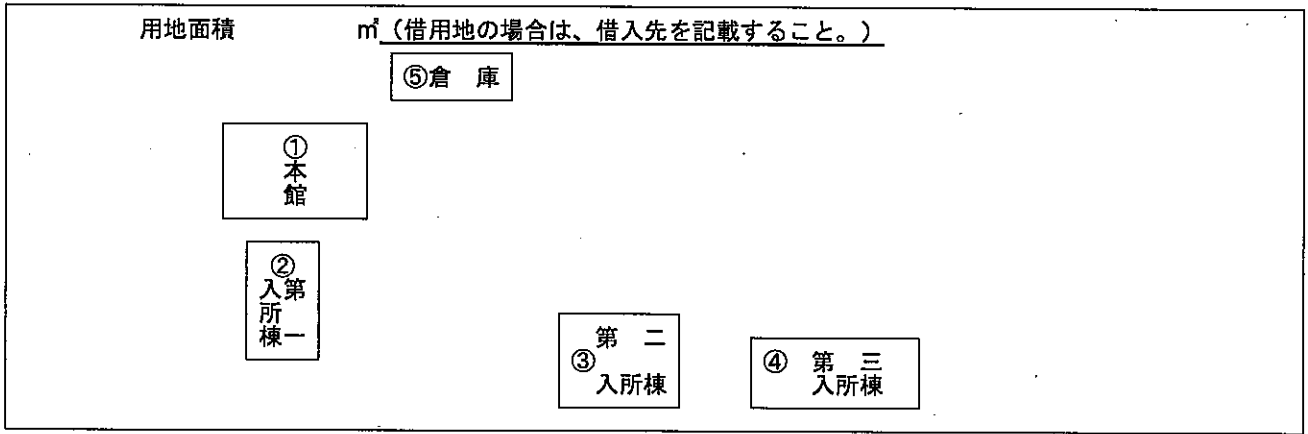 用地面積　　　　　㎡（借用地の場合は、借入先を記載すること。）
⑤倉　庫
①
本
館
②
第一
入所棟
第　二
③
入所棟
④　第　三
入所棟